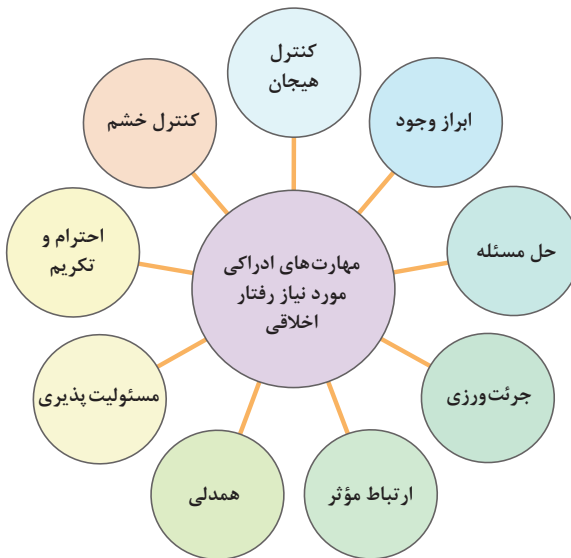 مهارت‌های ادراکی
مورد نیاز رفتار
اخلاقی
کنترل
هیجان
ابراز وجود
حل مسئله
جرئت‌ورزی
ارتباط مؤثر
همدلی
مسئولیت‌پذیری
احترام و
تکریم
کنترل خشم